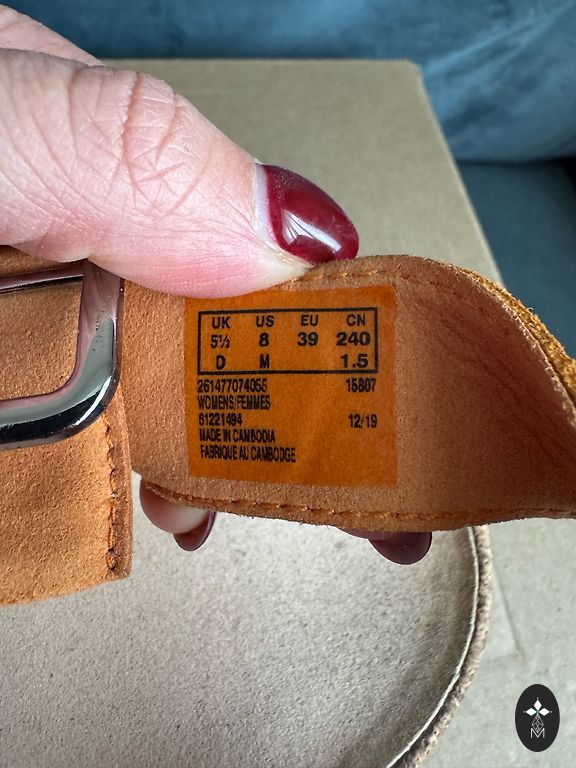 UK US EU CN
5½ 8 39 240
D M 1.5
261477074055 15807
WOMENS/FEMMES
61221494 12/19
MADE IN CAMBODIA
FABRIQUE AU CAMBODGE
M